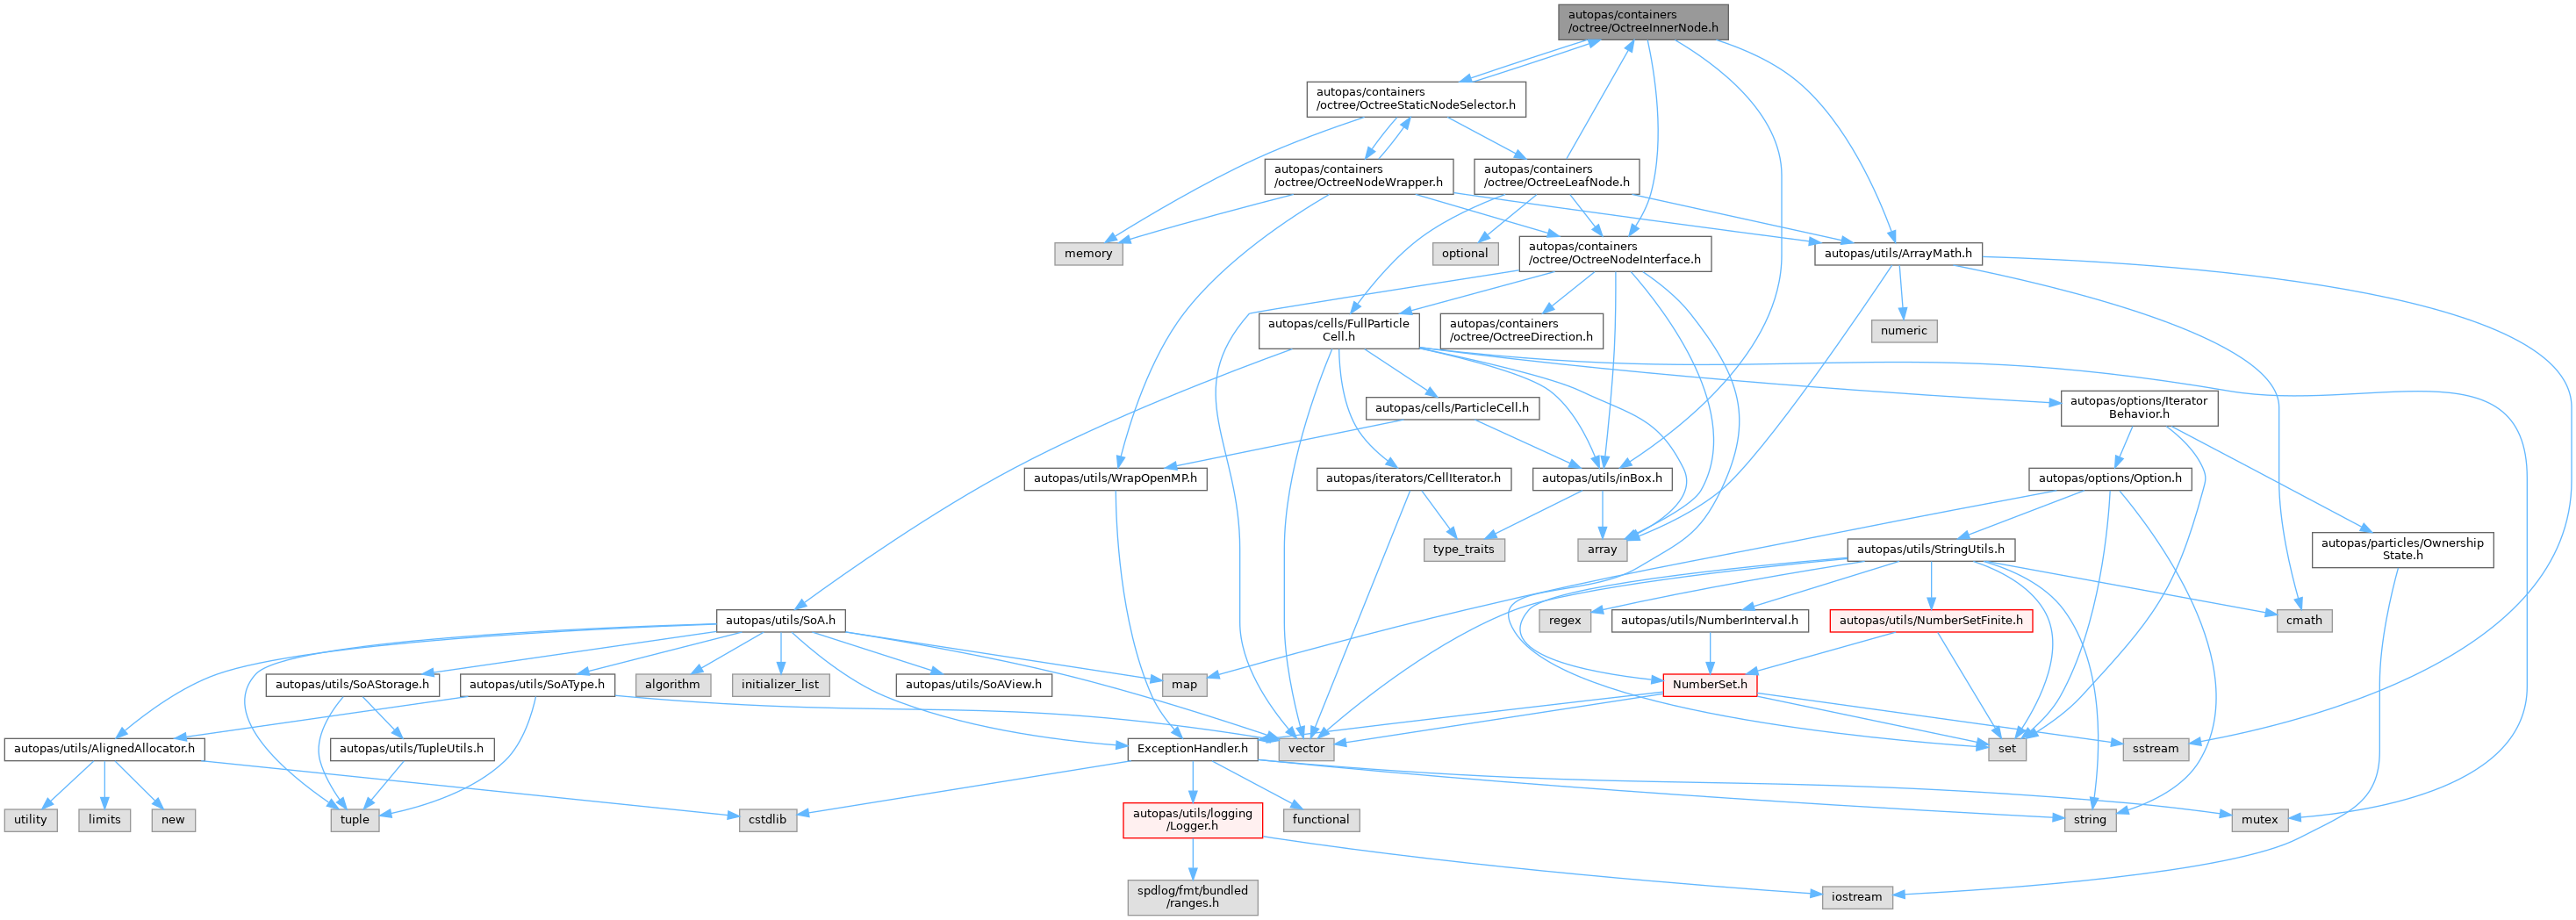 autopas/containers
/octree/OctreeInnerNode.h
autopas/containers
/octree/OctreeStaticNodeSelector.h
autopas/containers
/octree/OctreeNodeWrapper.h
autopas/containers
/octree/OctreeLeafNode.h
memory
optional
autopas/containers
/octree/OctreeNodeInterface.h
autopas/utils/ArrayMath.h
autopas/cells/FullParticle
Cell.h
autopas/containers
/octree/OctreeDirection.h
numeric
autopas/cells/ParticleCell.h
autopas/options/Iterator
Behavior.h
autopas/utils/WrapOpenMP.h
autopas/iterators/CellIterator.h
autopas/utils/inBox.h
autopas/options/Option.h
type_traits
array
autopas/utils/StringUtils.h
autopas/particles/Ownership
State.h
autopas/utils/SoA.h
regex
autopas/utils/NumberInterval.h
autopas/utils/NumberSetFinite.h
cmath
autopas/utils/SoAStorage.h
autopas/utils/SoAType.h
algorithm
initializer_list
autopas/utils/SoAView.h
map
NumberSet.h
autopas/utils/AlignedAllocator.h
autopas/utils/TupleUtils.h
ExceptionHandler.h
vector
set
sstream
utility
limits
new
tuple
cstdlib
autopas/utils/logging
/Logger.h
functional
string
mutex
spdlog/fmt/bundled
/ranges.h
iostream